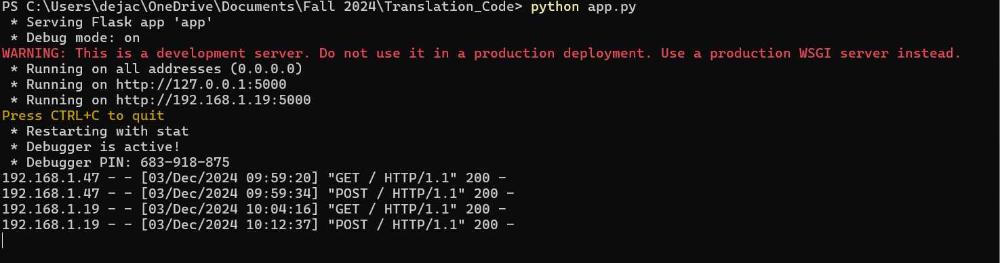 PS C:\Users\dejac\OneDrive\Documents\Fall 2024\Translation_Code> python app.py
 * Serving Flask app 'app'
 * Debug mode: on
WARNING: This is a development server. Do not use it in a production deployment. Use a production WSGI server instead.
 * Running on all addresses (0.0.0.0)
 * Running on http://127.0.0.1:5000
 * Running on http://192.168.1.19:5000
Press CTRL+C to quit
 * Restarting with stat
 * Debugger is active!
 * Debugger PIN: 683-918-875
192.168.1.47 - - [03/Dec/2024 09:59:20] "GET / HTTP/1.1" 200 -
192.168.1.47 - - [03/Dec/2024 09:59:34] "POST / HTTP/1.1" 200 -
192.168.1.19 - - [03/Dec/2024 10:04:16] "GET / HTTP/1.1" 200 -
192.168.1.19 - - [03/Dec/2024 10:12:37] "POST / HTTP/1.1" 200 -